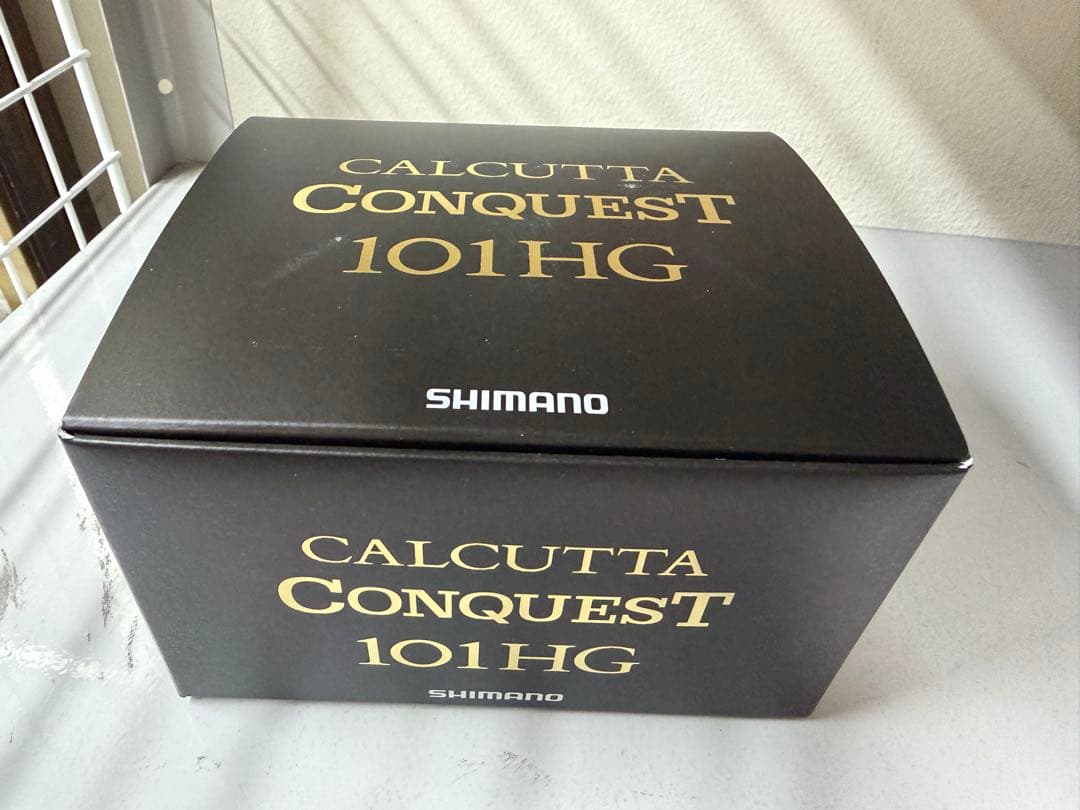 CALCUTTA
CONQUEST
101HG
SHIMANO
CALCUTTA
CONQUEST
101HG
SHIMANO